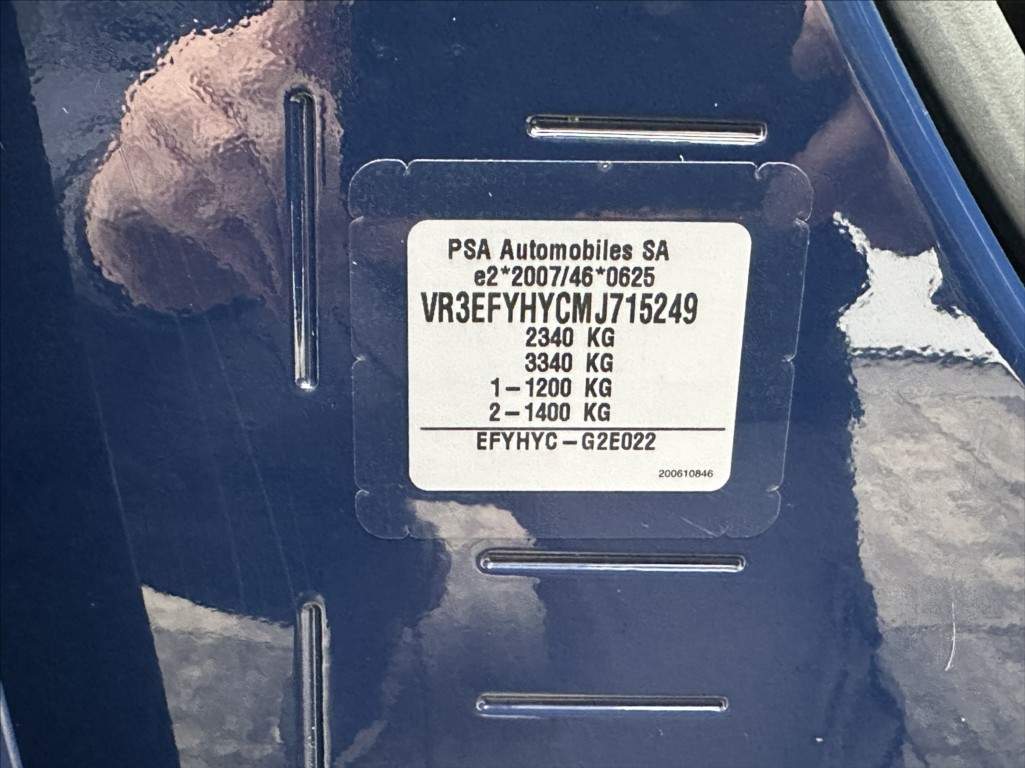 PSA Automobiles SA
e2*2007/46*0625
VR3EFYHYCMJ715249
2340 KG
3340 KG
1-1200 KG
2-1400 KG
EFYHYC-G2E022
200610846